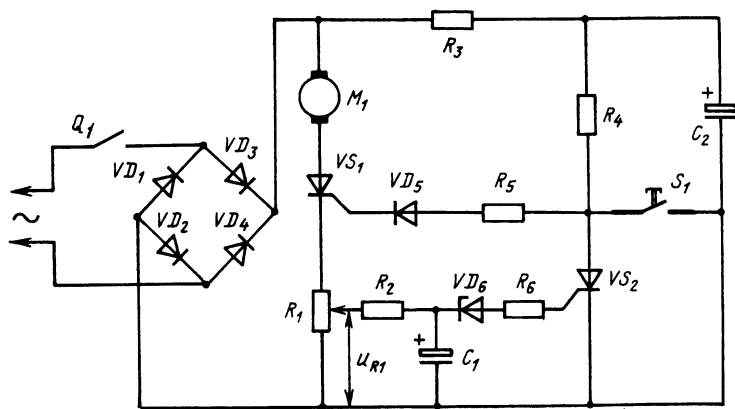 R3
M1
R4
+
C2
Q1
VD1
VD3
VS1
VD5
R5
S1
~
VD2
VD4
R1
R2
VD6
R6
VS2
+
C1
uR1